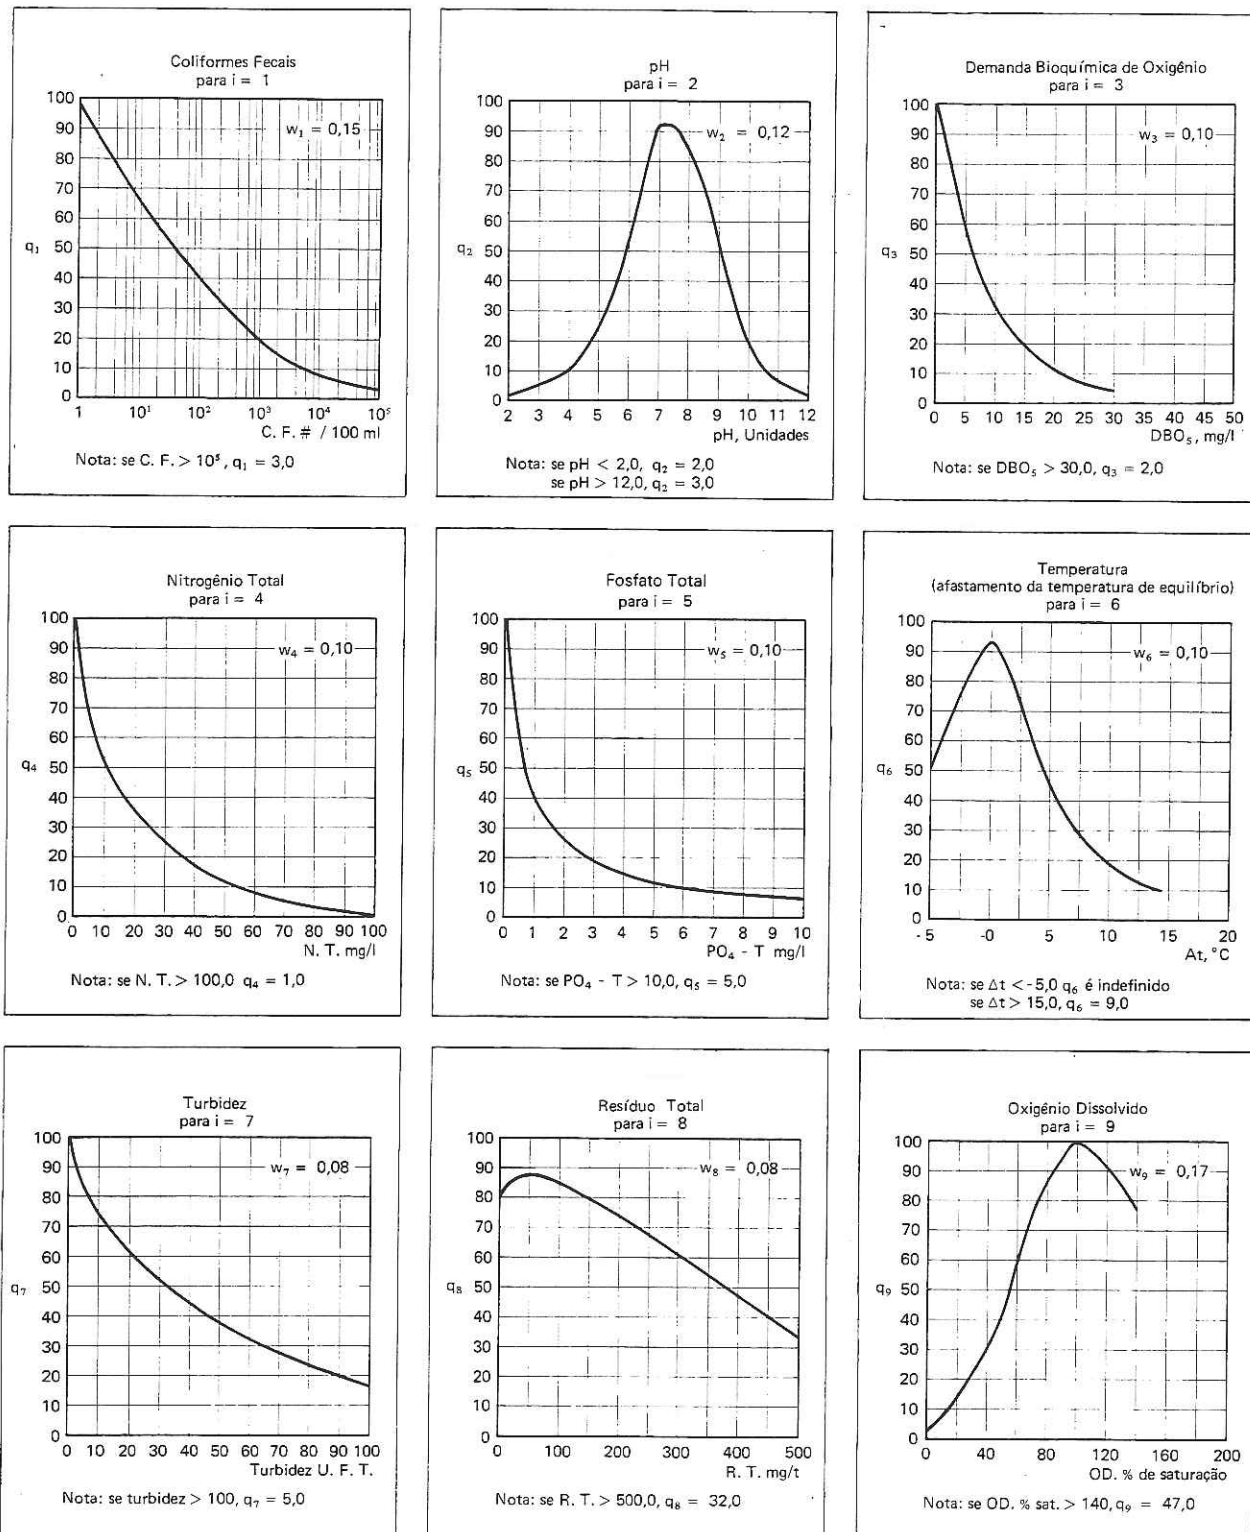 Coliformes Fecais
para i = 1
100
90
80
70
60
50
40
30
20
10
0
q₁
w₁ = 0,15
1 10¹ 10² 10³ 10⁴ 10⁵
C. F. # / 100 ml
Nota: se C. F. > 10⁵, q₁ = 3,0
pH
para i = 2
100
90
80
70
60
50
40
30
20
10
0
q₂
w₂ = 0,12
2 3 4 5 6 7 8 9 10 11 12
pH, Unidades
Nota: se pH < 2,0, q₂ = 2,0
se pH > 12,0, q₂ = 3,0
Demanda Bioquímica de Oxigênio
para i = 3
100
90
80
70
60
50
40
30
20
10
0
q₃
w₃ = 0,10
0 5 10 15 20 25 30 35 40 45 50
DBO₅, mg/l
Nota: se DBO₅ > 30,0, q₃ = 2,0
Nitrogênio Total
para i = 4
100
90
80
70
60
50
40
30
20
10
0
q₄
w₄ = 0,10
0 10 20 30 40 50 60 70 80 90 100
N. T. mg/l
Nota: se N. T. > 100,0 q₄ = 1,0
Fosfato Total
para i = 5
100
90
80
70
60
50
40
30
20
10
0
q₅
w₅ = 0,10
0 1 2 3 4 5 6 7 8 9 10
PO₄ - T mg/l
Nota: se PO₄ - T > 10,0, q₅ = 5,0
Temperatura
(afastamento da temperatura de equilíbrio)
para i = 6
100
90
80
70
60
50
40
30
20
10
0
q₆
w₆ = 0,10
-5 -0 5 10 15 20
At, °C
Nota: se Δt < -5,0 q₆ é indefinido
se Δt > 15,0, q₆ = 9,0
Turbidez
para i = 7
100
90
80
70
60
50
40
30
20
10
0
q₇
w₇ = 0,08
0 10 20 30 40 50 60 70 80 90 100
Turbidez U. F. T.
Nota: se turbidez > 100, q₇ = 5,0
Resíduo Total
para i = 8
100
90
80
70
60
50
40
30
20
10
0
q₈
w₈ = 0,08
0 100 200 300 400 500
R. T. mg/t
Nota: se R. T. > 500,0, q₈ = 32,0
Oxigênio Dissolvido
para i = 9
100
90
80
70
60
50
40
30
20
10
0
q₉
w₉ = 0,17
0 40 80 120 160 200
OD. % de saturação
Nota: se OD. % sat. > 140, q₉ = 47,0